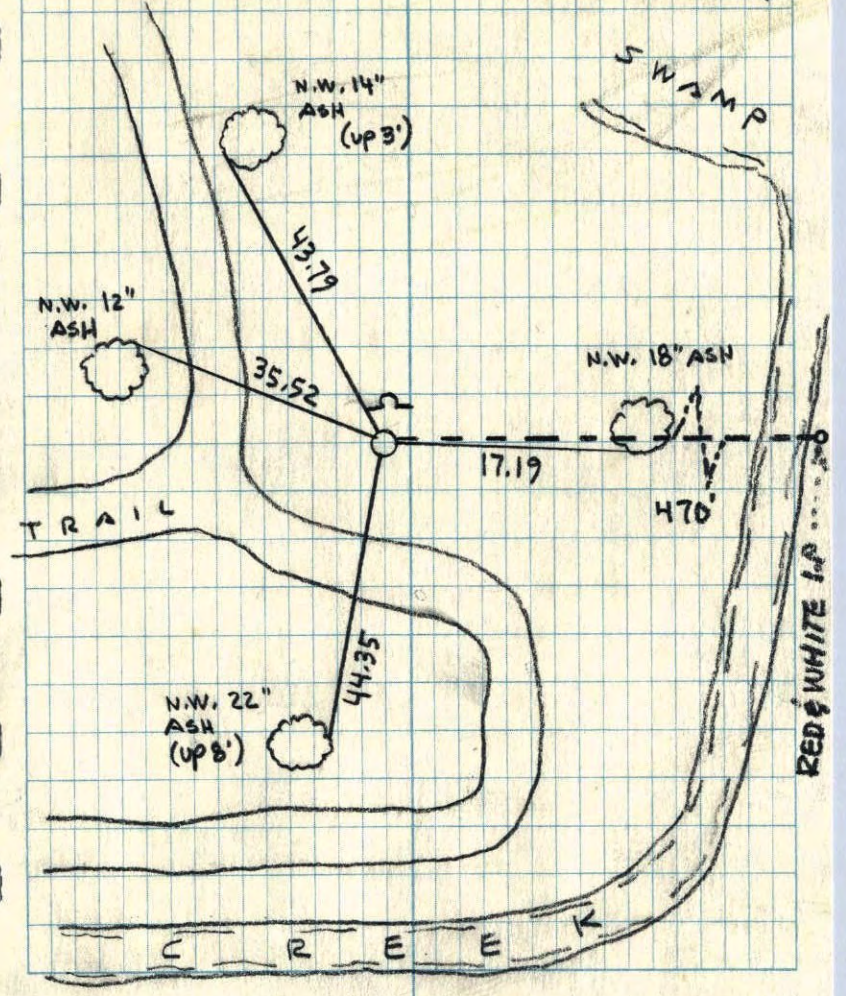 SWAMP
N.W. 14"
ASH
(up 3')
43.79
N.W. 12"
ASH
35.52
N.W. 18" ASH
17.19
470'
TRAIL
RED & WHITE I.P.
44.35
N.W. 22"
ASH
(up 8')
CREEK